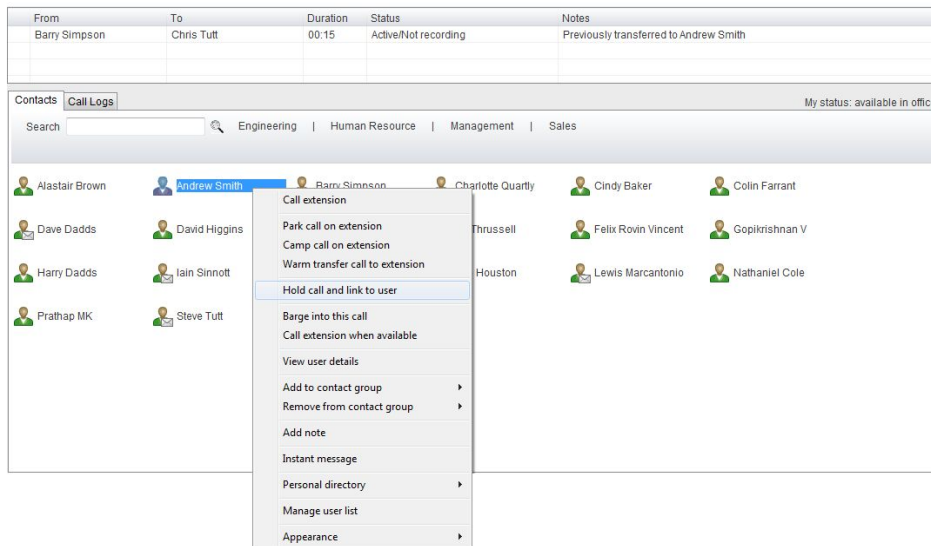 From To Duration Status Notes
Barry Simpson Chris Tutt 00:15 Active/Not recording Previously transferred to Andrew Smith
Contacts Call Logs My status: available in offic
Search Engineering | Human Resource | Management | Sales
Alastair Brown Andrew Smith Barry Simpson Charlotte Quartly Cindy Baker Colin Farrant
Dave Dadds David Higgins Thrussell Felix Rovin Vincent Gopikrishnan V
Harry Dadds Iain Sinnott Houston Lewis Marcantonio Nathaniel Cole
Prathap MK Steve Tutt
Call extension
Park call on extension
Camp call on extension
Warm transfer call to extension
Hold call and link to user
Barge into this call
Call extension when available
View user details
Add to contact group
Remove from contact group
Add note
Instant message
Personal directory
Manage user list
Appearance